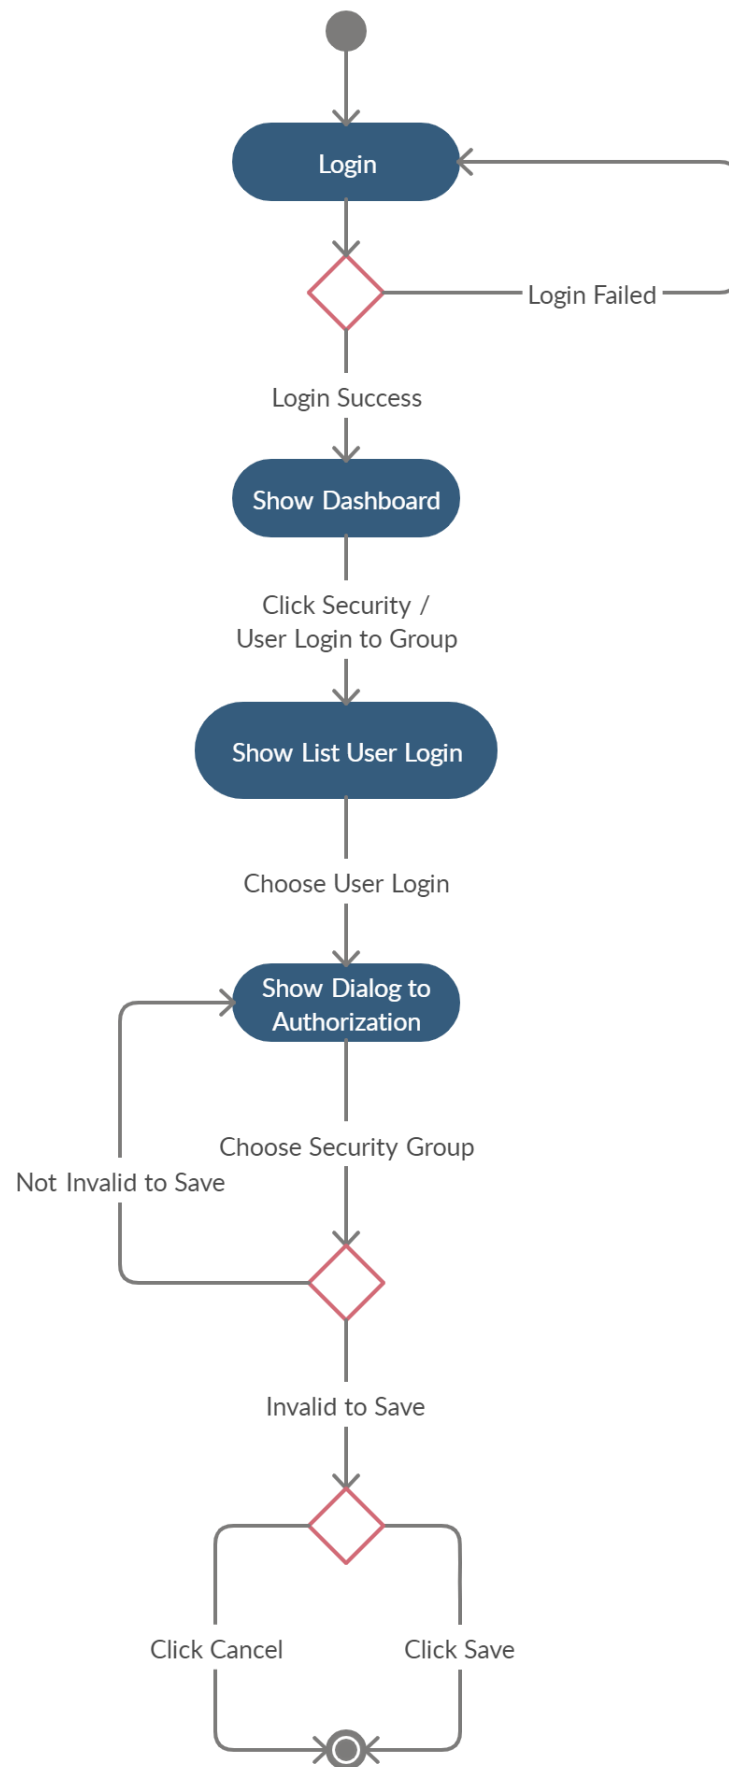 Login
Login Failed
Login Success
Show Dashboard
Click Security /
User Login to Group
Show List User Login
Choose User Login
Show Dialog to
Authorization
Choose Security Group
Not Invalid to Save
Invalid to Save
Click Cancel
Click Save